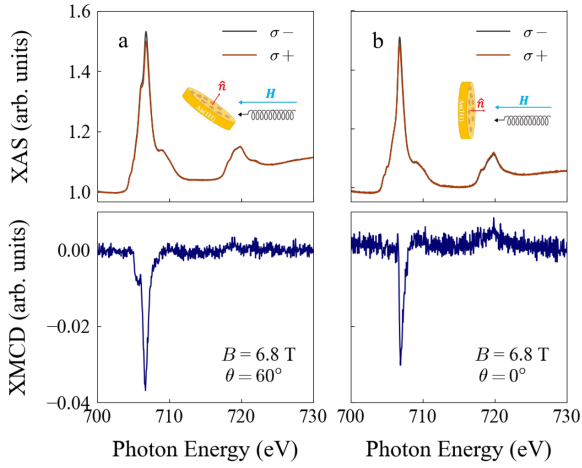 XAS (arb. units)
1.6
1.4
1.2
1.0
a
σ −
σ +
n̂
H
b
σ −
σ +
n̂
H
XMCD (arb. units)
0.00
−0.02
−0.04
B = 6.8 T
θ = 60°
B = 6.8 T
θ = 0°
700 710 720 730
700 710 720 730
Photon Energy (eV)
Photon Energy (eV)